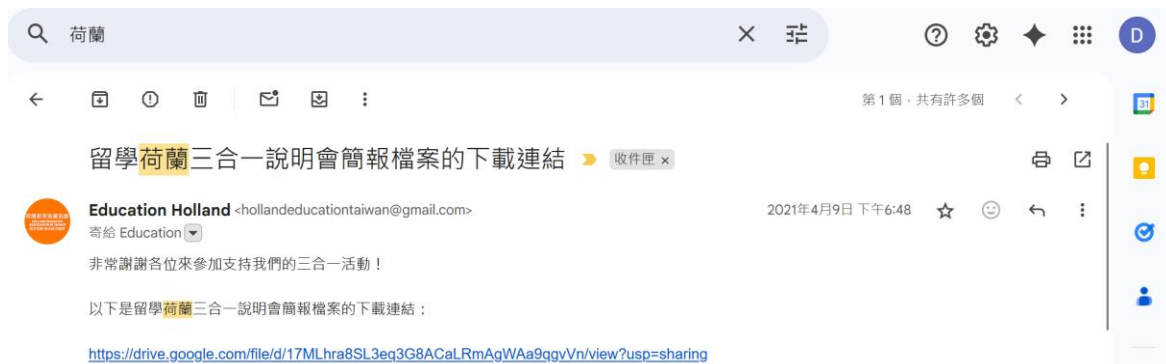 荷蘭
D
第 1 個，共有許多個
31
留學荷蘭三合一說明會簡報檔案的下載連結 收件匣 ×
Education Holland <hollandeducationtaiwan@gmail.com> 2021年4月9日 下午6:48
寄給 Education
非常謝謝各位來參加支持我們的三合一活動！
以下是留學荷蘭三合一說明會簡報檔案的下載連結：
https://drive.google.com/file/d/17MLhra8SL3eq3G8ACaLRmAgWAa9qgvVn/view?usp=sharing